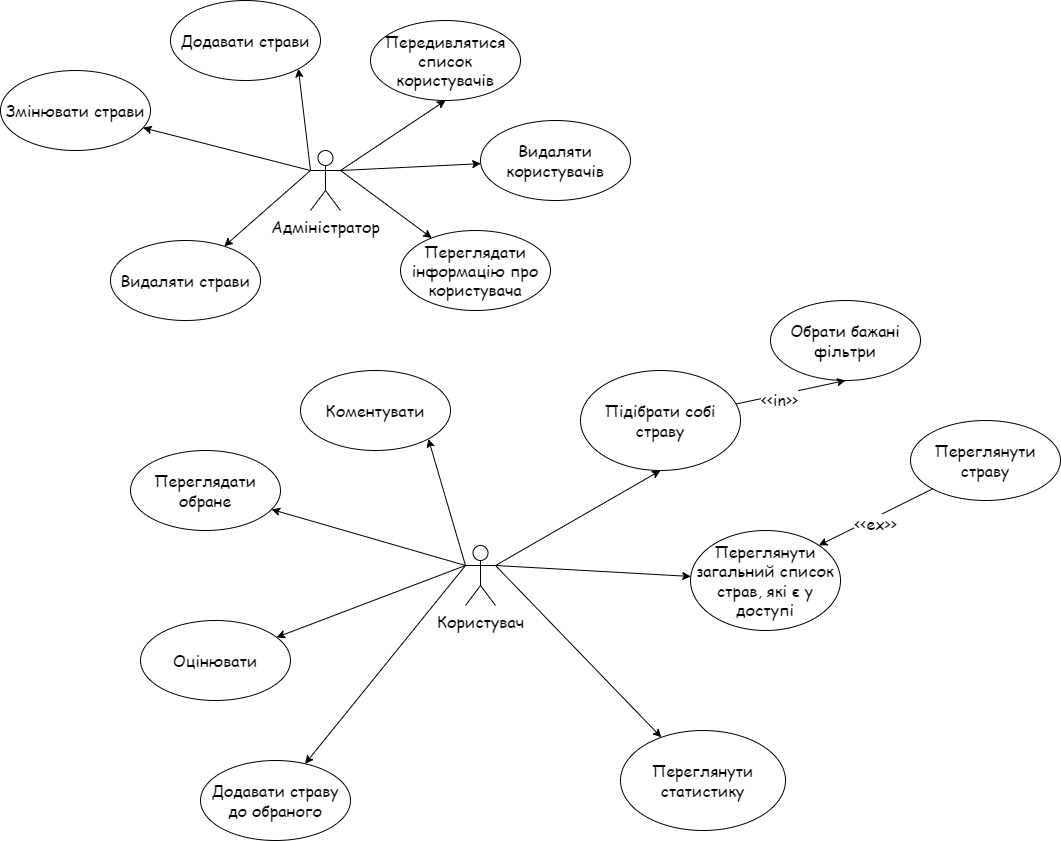 Додавати страви
Передивлятися
список
користувачів
Змінювати страви
Видаляти
користувачів
Адміністратор
Видаляти страви
Переглядати
інформацію про
користувача
Обрати бажані
фільтри
<<in>>
Коментувати
Підібрати собі
страву
Переглянути
страву
Переглядати
обране
<<ex>>
Переглянути
загальний список
страв, які є у
доступі
Користувач
Оцінювати
Додавати страву
до обраного
Переглянути
статистику